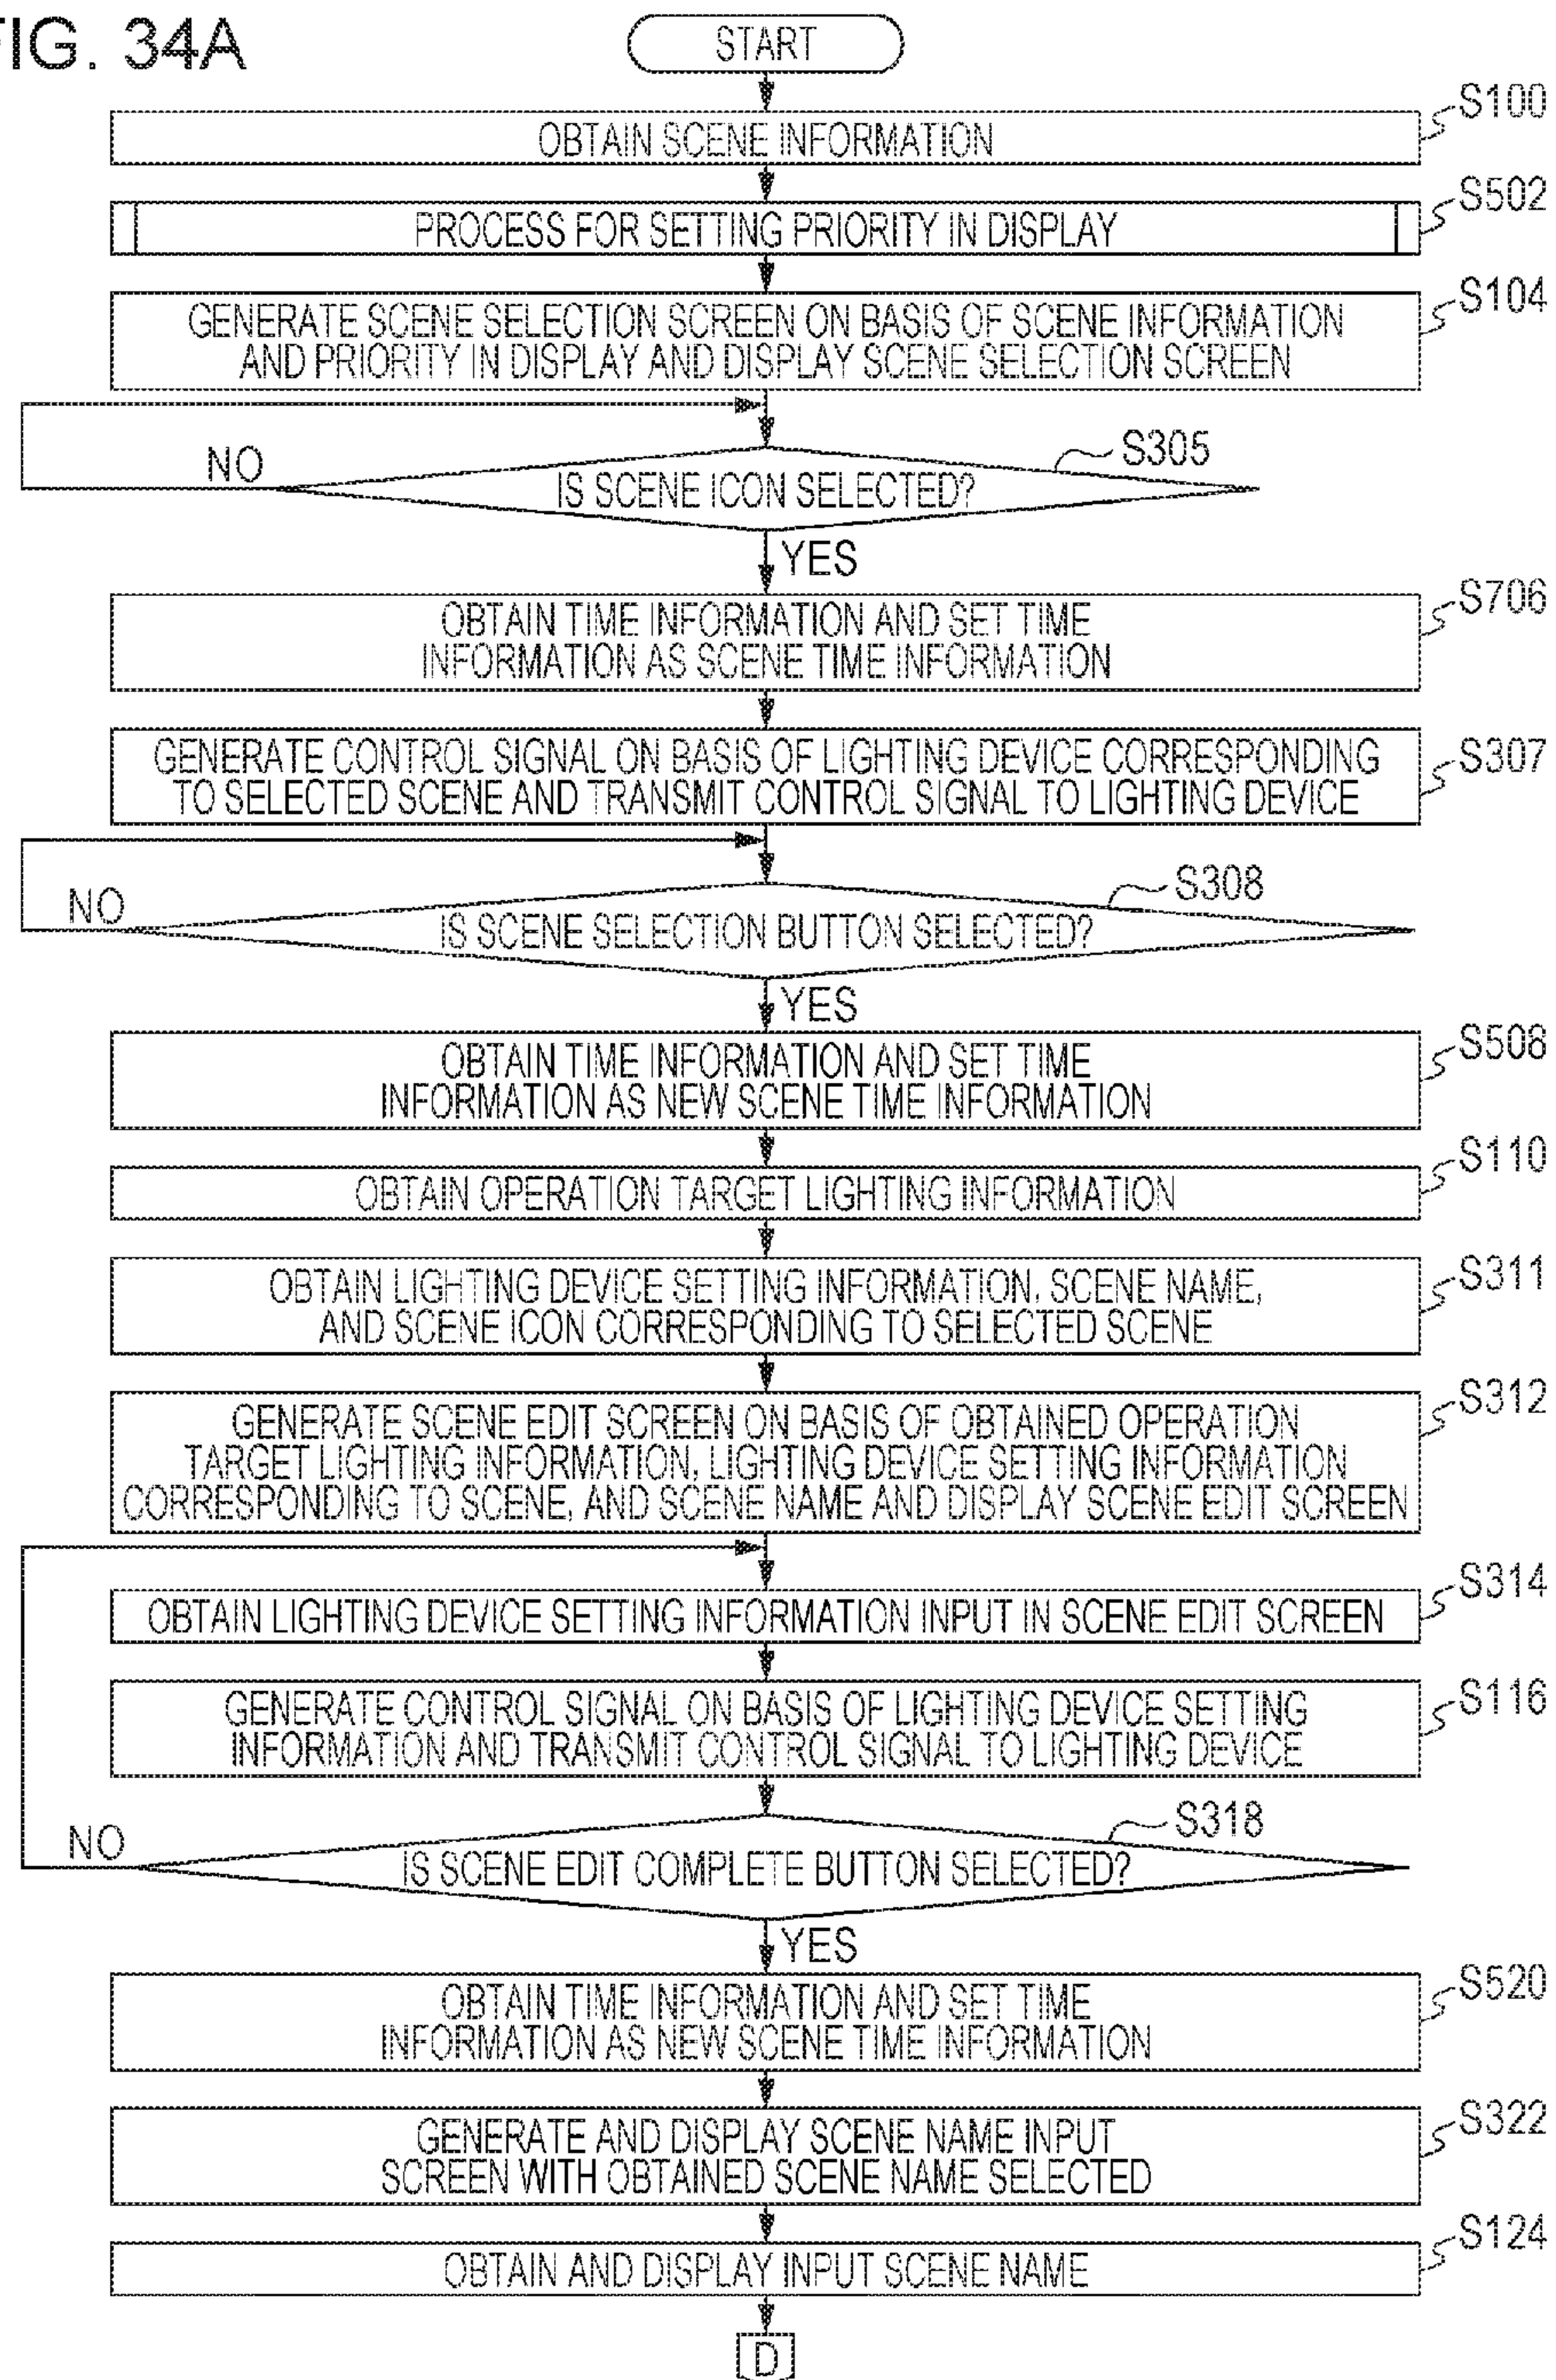 FIG. 34A
START
OBTAIN SCENE INFORMATION
S100
PROCESS FOR SETTING PRIORITY IN DISPLAY
S502
GENERATE SCENE SELECTION SCREEN ON BASIS OF SCENE INFORMATION
AND PRIORITY IN DISPLAY AND DISPLAY SCENE SELECTION SCREEN
S104
NO
IS SCENE ICON SELECTED?
S305
YES
OBTAIN TIME INFORMATION AND SET TIME
INFORMATION AS SCENE TIME INFORMATION
S706
GENERATE CONTROL SIGNAL ON BASIS OF LIGHTING DEVICE CORRESPONDING
TO SELECTED SCENE AND TRANSMIT CONTROL SIGNAL TO LIGHTING DEVICE
S307
NO
IS SCENE SELECTION BUTTON SELECTED?
S308
YES
OBTAIN TIME INFORMATION AND SET TIME
INFORMATION AS NEW SCENE TIME INFORMATION
S508
OBTAIN OPERATION TARGET LIGHTING INFORMATION
S110
OBTAIN LIGHTING DEVICE SETTING INFORMATION, SCENE NAME,
AND SCENE ICON CORRESPONDING TO SELECTED SCENE
S311
GENERATE SCENE EDIT SCREEN ON BASIS OF OBTAINED OPERATION
TARGET LIGHTING INFORMATION, LIGHTING DEVICE SETTING INFORMATION
CORRESPONDING TO SCENE, AND SCENE NAME AND DISPLAY SCENE EDIT SCREEN
S312
OBTAIN LIGHTING DEVICE SETTING INFORMATION INPUT IN SCENE EDIT SCREEN
S314
GENERATE CONTROL SIGNAL ON BASIS OF LIGHTING DEVICE SETTING
INFORMATION AND TRANSMIT CONTROL SIGNAL TO LIGHTING DEVICE
S116
NO
IS SCENE EDIT COMPLETE BUTTON SELECTED?
S318
YES
OBTAIN TIME INFORMATION AND SET TIME
INFORMATION AS NEW SCENE TIME INFORMATION
S520
GENERATE AND DISPLAY SCENE NAME INPUT
SCREEN WITH OBTAINED SCENE NAME SELECTED
S322
OBTAIN AND DISPLAY INPUT SCENE NAME
S124
D